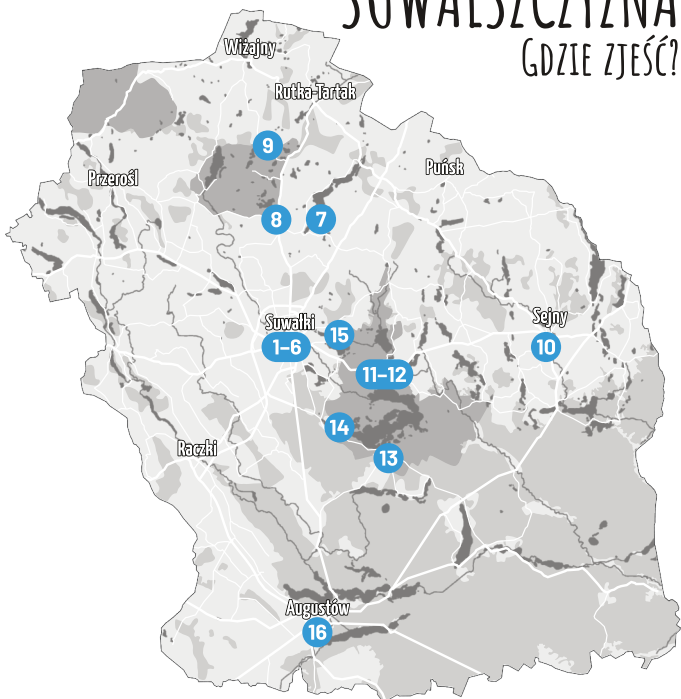 SUWALSZCZYZNA
GDZIE ZJEŚĆ?
Wiżajny
Rutka-Tartak
9
Puńsk
Przerośl
8
7
Sejny
Suwałki
15
1–6
10
11–12
14
Raczki
13
Augustów
16